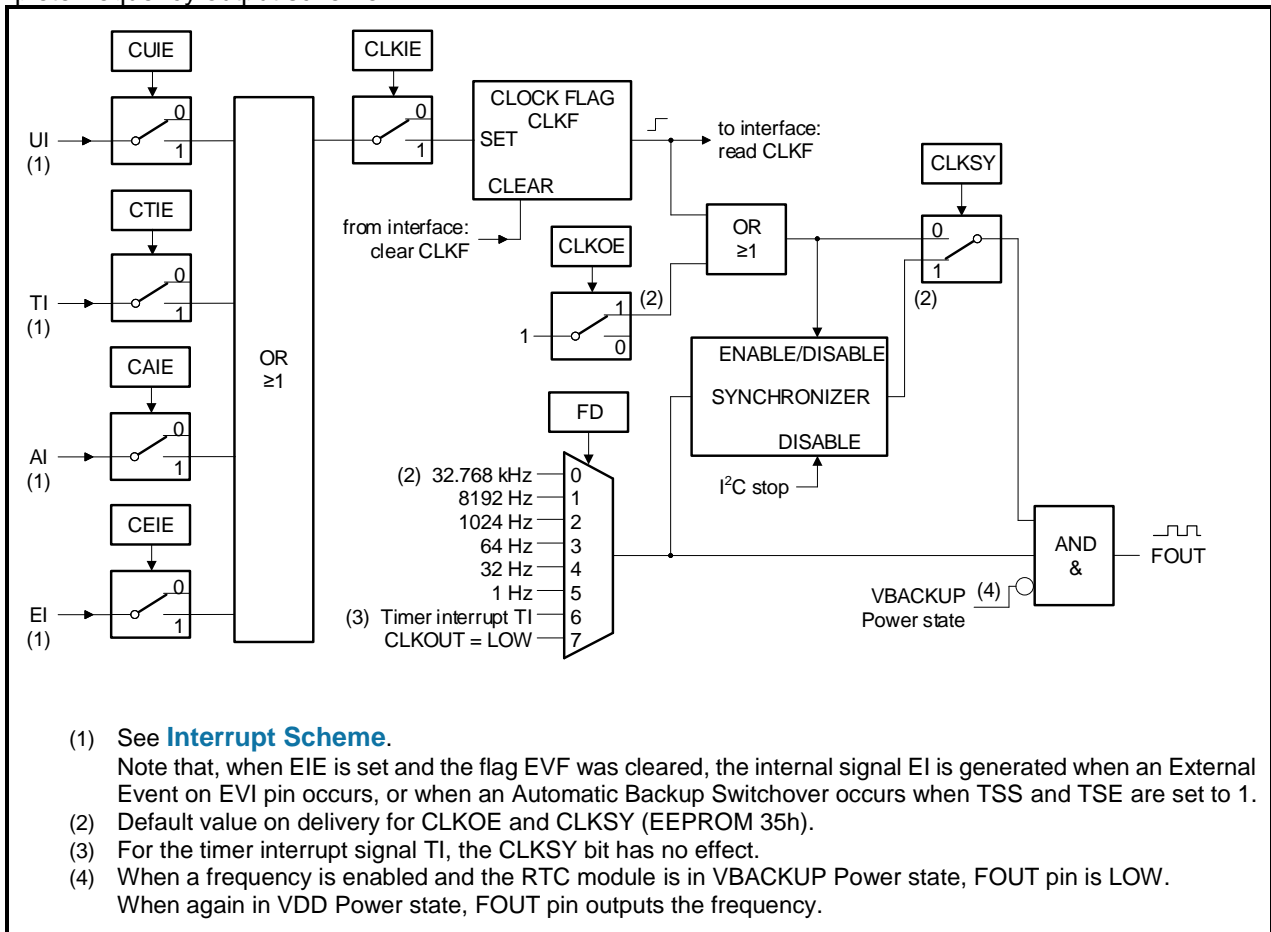 CUIE
CLKIE
0
1
UI
(1)
0
1
CLOCK FLAG
CLKF
SET
CLEAR
to interface:
read CLKF
from interface:
clear CLKF
CTIE
0
1
TI
(1)
CAIE
0
1
AI
(1)
CEIE
0
1
EI
(1)
OR
≥1
CLKOE
1
1
0
(2)
OR
≥1
CLKSY
0
1
(2)
ENABLE/DISABLE
SYNCHRONIZER
DISABLE
I²C stop
FD
(2) 32.768 kHz 0
8192 Hz 1
1024 Hz 2
64 Hz 3
32 Hz 4
1 Hz 5
(3) Timer interrupt TI 6
CLKOUT = LOW 7
AND
&
FOUT
VBACKUP (4)
Power state
(1) See Interrupt Scheme.
Note that, when EIE is set and the flag EVF was cleared, the internal signal EI is generated when an External
Event on EVI pin occurs, or when an Automatic Backup Switchover occurs when TSS and TSE are set to 1.
(2) Default value on delivery for CLKOE and CLKSY (EEPROM 35h).
(3) For the timer interrupt signal TI, the CLKSY bit has no effect.
(4) When a frequency is enabled and the RTC module is in VBACKUP Power state, FOUT pin is LOW.
When again in VDD Power state, FOUT pin outputs the frequency.